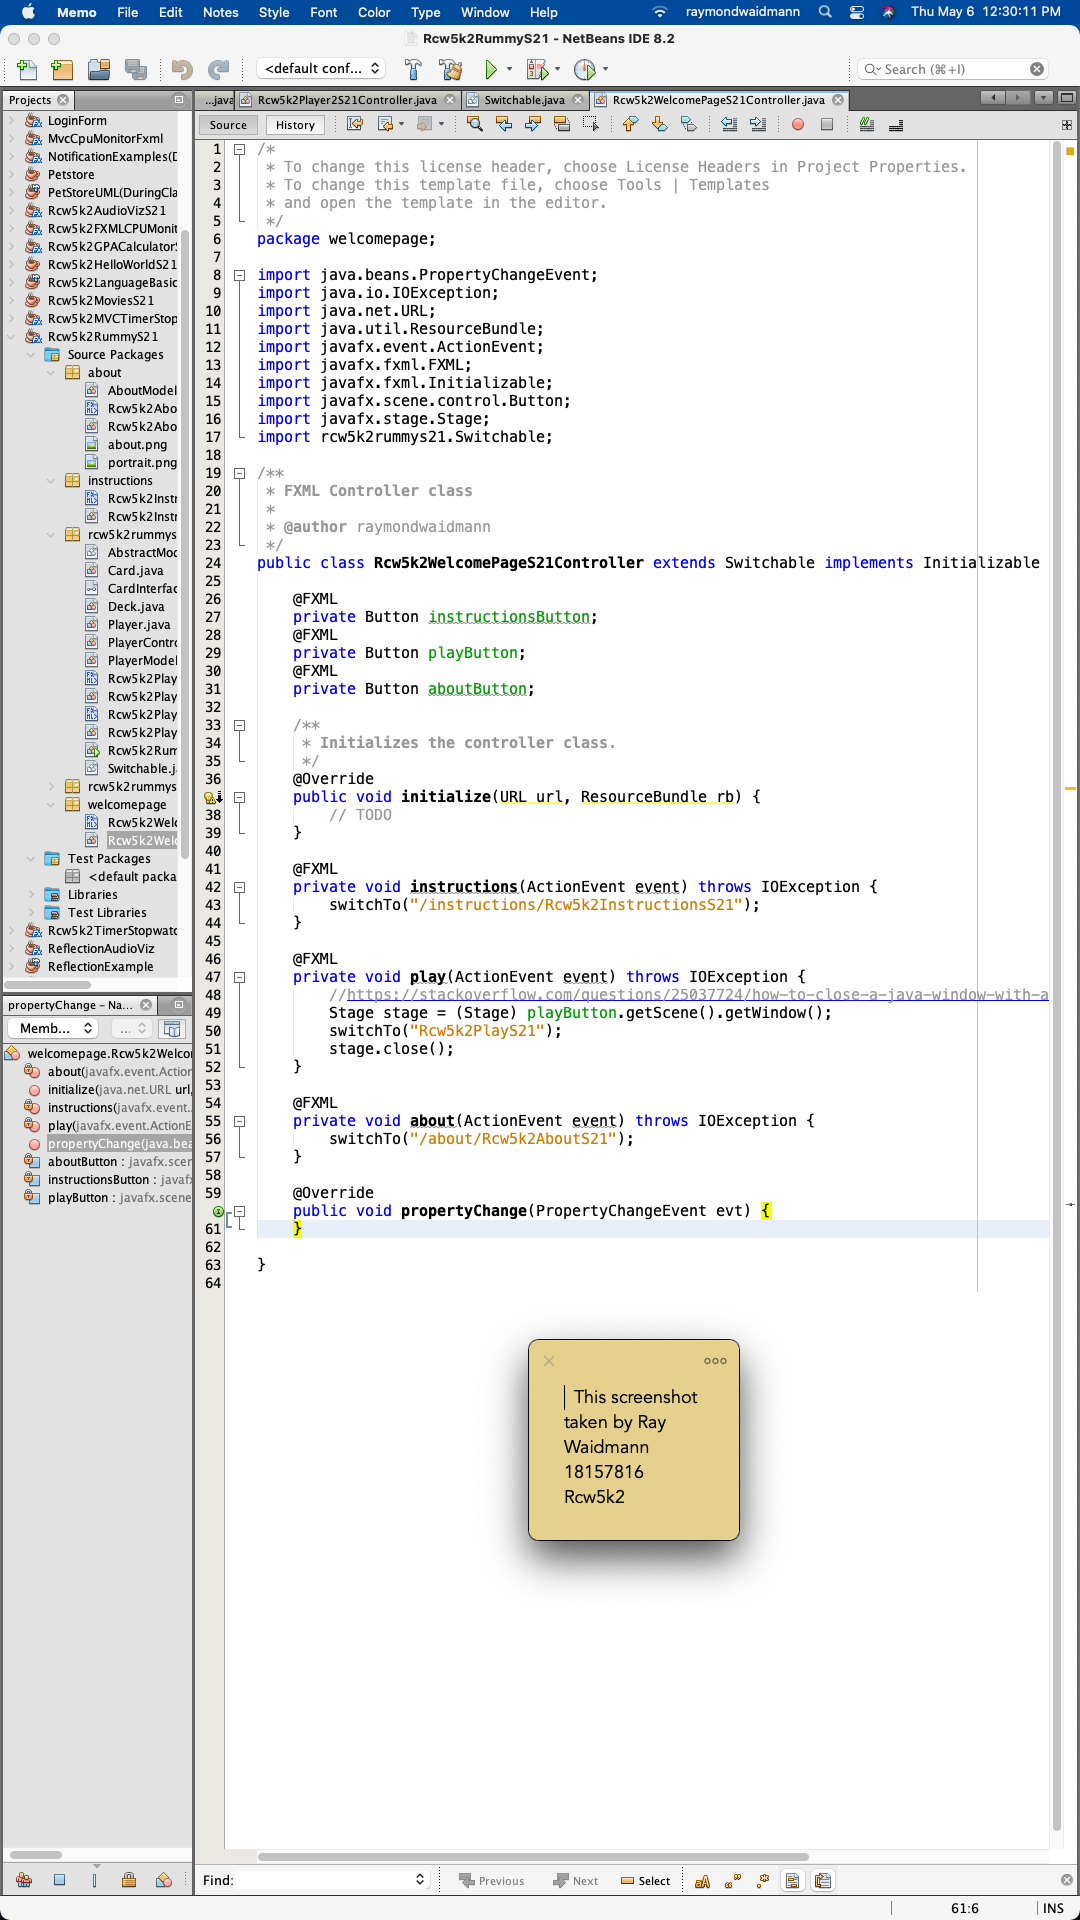 Memo File Edit Notes Style Font Color Type Window Help raymondwaidmann Thu May 6 12:30:11 PM
Rcw5k2RummyS21 - NetBeans IDE 8.2
<default conf... Search (⌘+I)
Projects ...java Rcw5k2Player2S21Controller.java Switchable.java Rcw5k2WelcomePageS21Controller.java
Source History
LoginForm
MvcCpuMonitorFxml
NotificationExamples(D
Petstore
PetStoreUML(DuringCla
Rcw5k2AudioVizS21
Rcw5k2FXMLCPUMonit
Rcw5k2GPACalculatorS
Rcw5k2HelloWorldS21
Rcw5k2LanguageBasic
Rcw5k2MoviesS21
Rcw5k2MVCTimerStop
Rcw5k2RummyS21
Source Packages
about
AboutModel
Rcw5k2Abo
Rcw5k2Abo
about.png
portrait.png
instructions
Rcw5k2Instr
Rcw5k2Instr
rcw5k2rummys
AbstractMod
Card.java
CardInterfac
Deck.java
Player.java
PlayerContro
PlayerModel
Rcw5k2Play
Rcw5k2Play
Rcw5k2Play
Rcw5k2Play
Rcw5k2Rum
Switchable.j
rcw5k2rummys
welcomepage
Rcw5k2Welc
Rcw5k2Welc
Test Packages
<default packa
Libraries
Test Libraries
Rcw5k2TimerStopwatc
ReflectionAudioViz
ReflectionExample
propertyChange - Na...
Memb... ...
welcomepage.Rcw5k2Welco
about(javafx.event.Action
initialize(java.net.URL url,
instructions(javafx.event.
play(javafx.event.ActionE
propertyChange(java.bea
aboutButton : javafx.scer
instructionsButton : javaf
playButton : javafx.scene
1 /*
2 * To change this license header, choose License Headers in Project Properties.
3 * To change this template file, choose Tools | Templates
4 * and open the template in the editor.
5 */
6 package welcomepage;
7
8 import java.beans.PropertyChangeEvent;
9 import java.io.IOException;
10 import java.net.URL;
11 import java.util.ResourceBundle;
12 import javafx.event.ActionEvent;
13 import javafx.fxml.FXML;
14 import javafx.fxml.Initializable;
15 import javafx.scene.control.Button;
16 import javafx.stage.Stage;
17 import rcw5k2rummys21.Switchable;
18
19 /**
20 * FXML Controller class
21 *
22 * @author raymondwaidmann
23 */
24 public class Rcw5k2WelcomePageS21Controller extends Switchable implements Initializable
25
26 @FXML
27 private Button instructionsButton;
28 @FXML
29 private Button playButton;
30 @FXML
31 private Button aboutButton;
32
33 /**
34 * Initializes the controller class.
35 */
36 @Override
public void initialize(URL url, ResourceBundle rb) {
38 // TODO
39 }
40
41 @FXML
42 private void instructions(ActionEvent event) throws IOException {
43 switchTo("/instructions/Rcw5k2InstructionsS21");
44 }
45
46 @FXML
47 private void play(ActionEvent event) throws IOException {
48 //https://stackoverflow.com/questions/25037724/how-to-close-a-java-window-with-a
49 Stage stage = (Stage) playButton.getScene().getWindow();
50 switchTo("Rcw5k2PlayS21");
51 stage.close();
52 }
53
54 @FXML
55 private void about(ActionEvent event) throws IOException {
56 switchTo("/about/Rcw5k2AboutS21");
57 }
58
59 @Override
public void propertyChange(PropertyChangeEvent evt) {
61 }
62
63 }
64
This screenshot
taken by Ray
Waidmann
18157816
Rcw5k2
Find: Previous Next Select
61:6 INS